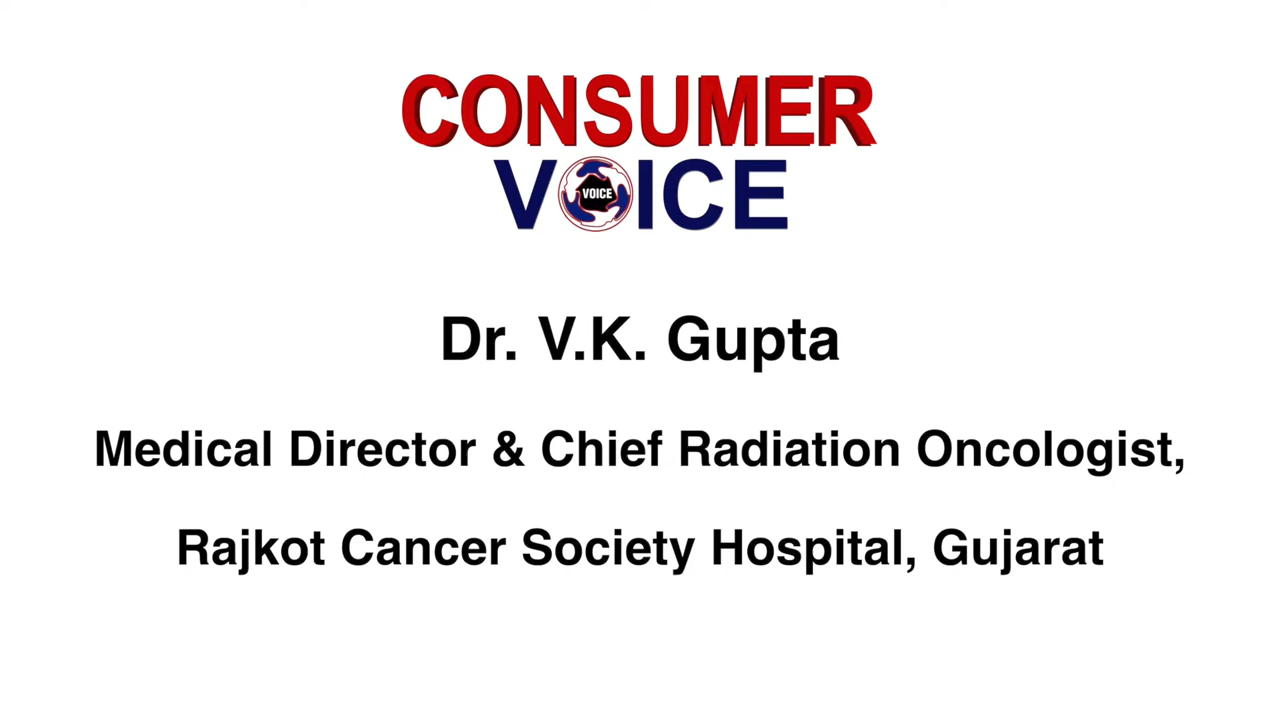 CONSUMER
VOICE
VOICE
Dr. V.K. Gupta
Medical Director & Chief Radiation Oncologist,
Rajkot Cancer Society Hospital, Gujarat